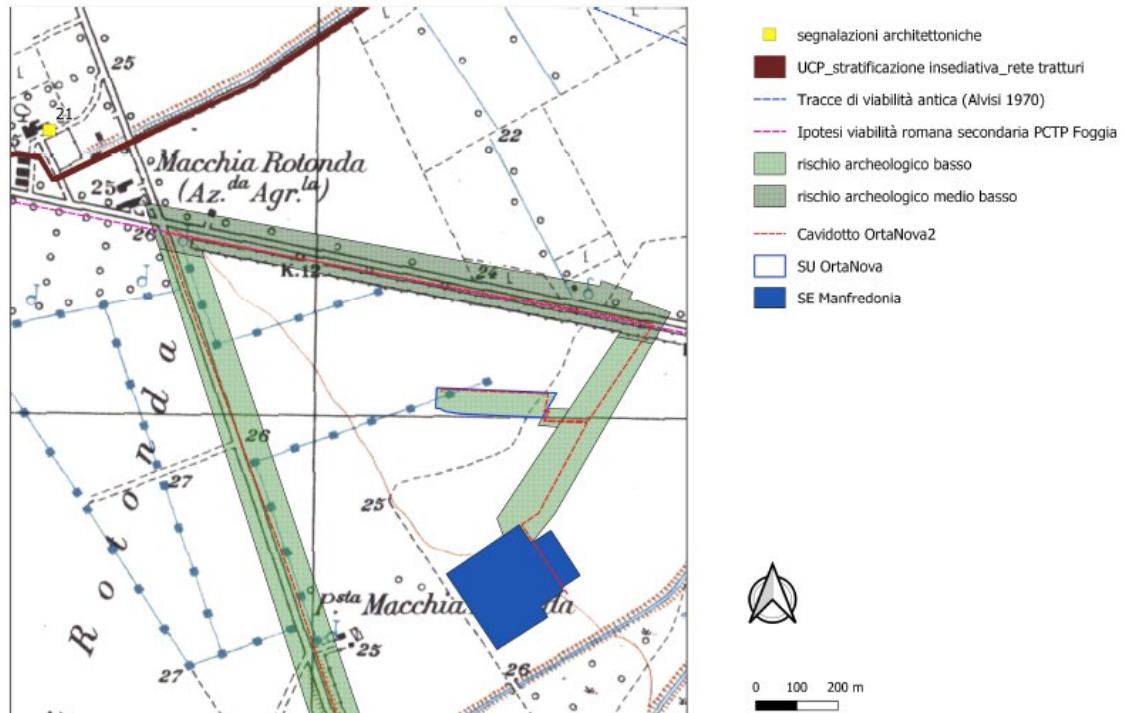 25
21
22
Macchia Rotonda
(Az.da Agr.la)
25
26
K.12
24
26
27
Rotonda
25
Psta Macchia
da
25
26
27
segnalazioni architettoniche
UCP_stratificazione insediativa_rete tratturi
Tracce di viabilità antica (Alvisi 1970)
Ipotesi viabilità romana secondaria PCTP Foggia
rischio archeologico basso
rischio archeologico medio basso
Cavidotto OrtaNova2
SU OrtaNova
SE Manfredonia
0 100 200 m